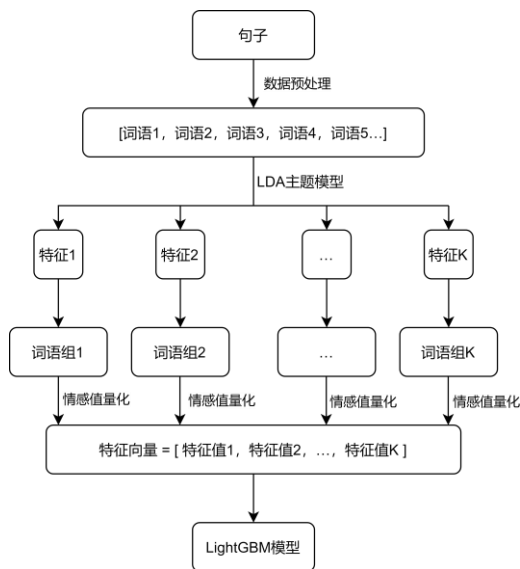 句子
数据预处理
[词语1，词语2，词语3，词语4，词语5...]
LDA主题模型
特征1
特征2
...
特征K
词语组1
词语组2
...
词语组K
情感值量化
情感值量化
情感值量化
情感值量化
特征向量 = [ 特征值1，特征值2，...，特征值K ]
LightGBM模型